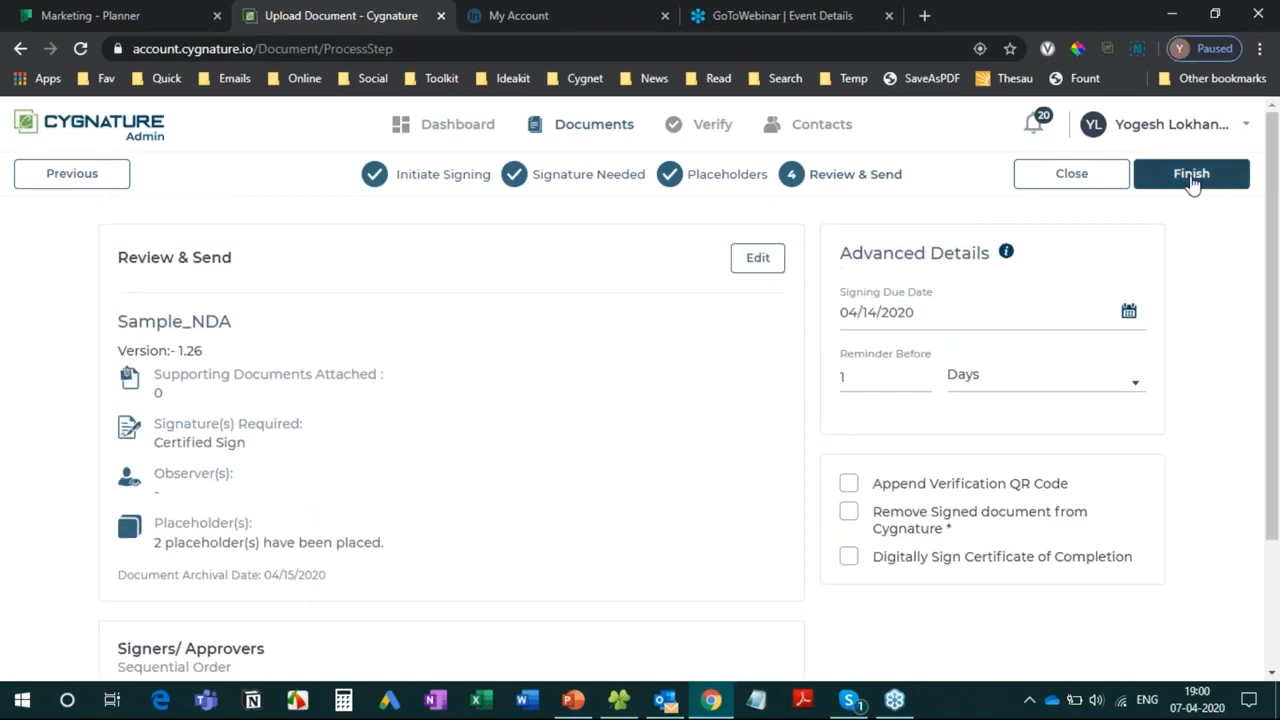 Marketing - Planner
Upload Document - Cygnature
My Account
GoToWebinar | Event Details
account.cygnature.io/Document/ProcessStep
Y Paused
Apps Fav Quick Emails Online Social Toolkit Ideakit Cygnet News Read Search Temp SaveAsPDF Thesau Fount Other bookmarks
CYGNATURE
Admin
Dashboard Documents Verify Contacts
20
YL Yogesh Lokhan...
Previous
Initiate Signing Signature Needed Placeholders 4 Review & Send
Close
Finish
Review & Send
Edit
Sample_NDA
Version:- 1.26
Supporting Documents Attached :
0
Signature(s) Required:
Certified Sign
Observer(s):
-
Placeholder(s):
2 placeholder(s) have been placed.
Document Archival Date: 04/15/2020
Signers/ Approvers
Sequential Order
Advanced Details
Signing Due Date
04/14/2020
Reminder Before
1 Days
Append Verification QR Code
Remove Signed document from
Cygnature *
Digitally Sign Certificate of Completion
ENG
19:00
07-04-2020